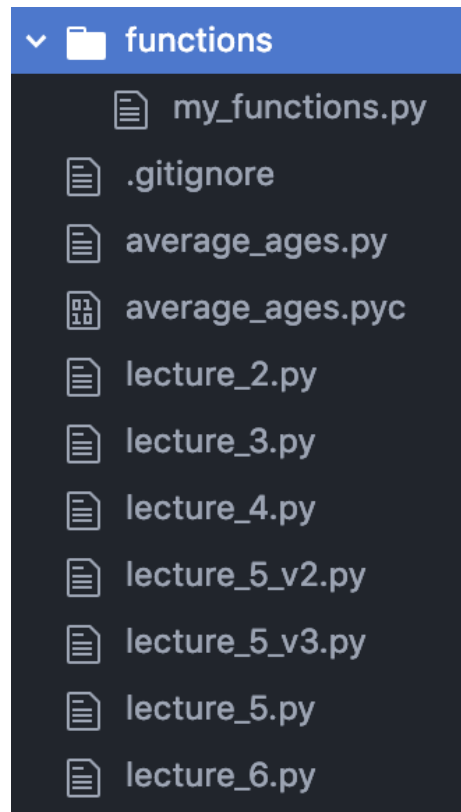 functions
my_functions.py
.gitignore
average_ages.py
average_ages.pyc
lecture_2.py
lecture_3.py
lecture_4.py
lecture_5_v2.py
lecture_5_v3.py
lecture_5.py
lecture_6.py